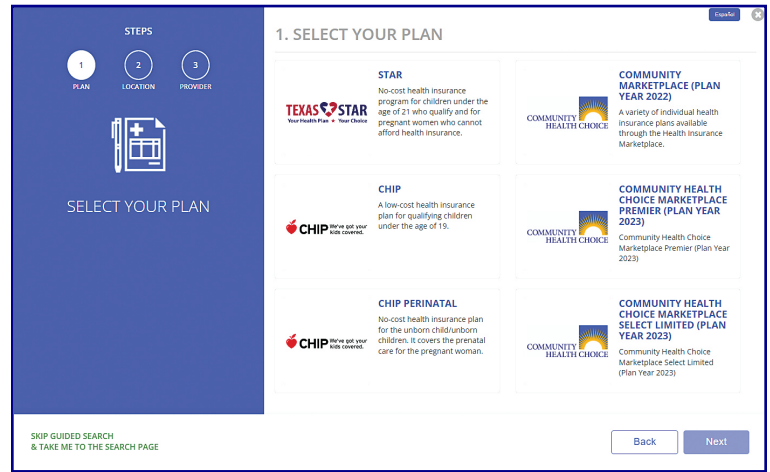 STEPS
1
2
3
PLAN
LOCATION
PROVIDER
SELECT YOUR PLAN
SKIP GUIDED SEARCH
& TAKE ME TO THE SEARCH PAGE
Español
1. SELECT YOUR PLAN
TEXAS STAR
Your Health Plan ★ Your Choice
STAR
No-cost health insurance
program for children under the
age of 21 who qualify and for
pregnant women who cannot
afford health insurance.
COMMUNITY
HEALTH CHOICE
COMMUNITY
MARKETPLACE (PLAN
YEAR 2022)
A variety of individual health
insurance plans available
through the Health Insurance
Marketplace.
CHIP We've got your
kids covered.
CHIP
A low-cost health insurance
plan for qualifying children
under the age of 19.
COMMUNITY
HEALTH CHOICE
COMMUNITY HEALTH
CHOICE MARKETPLACE
PREMIER (PLAN YEAR
2023)
Community Health Choice
Marketplace Premier (Plan Year
2023)
CHIP We've got your
kids covered.
CHIP PERINATAL
No-cost health insurance plan
for the unborn child/unborn
children. It covers the prenatal
care for the pregnant woman.
COMMUNITY
HEALTH CHOICE
COMMUNITY HEALTH
CHOICE MARKETPLACE
SELECT LIMITED (PLAN
YEAR 2023)
Community Health Choice
Marketplace Select Limited
(Plan Year 2023)
Back
Next